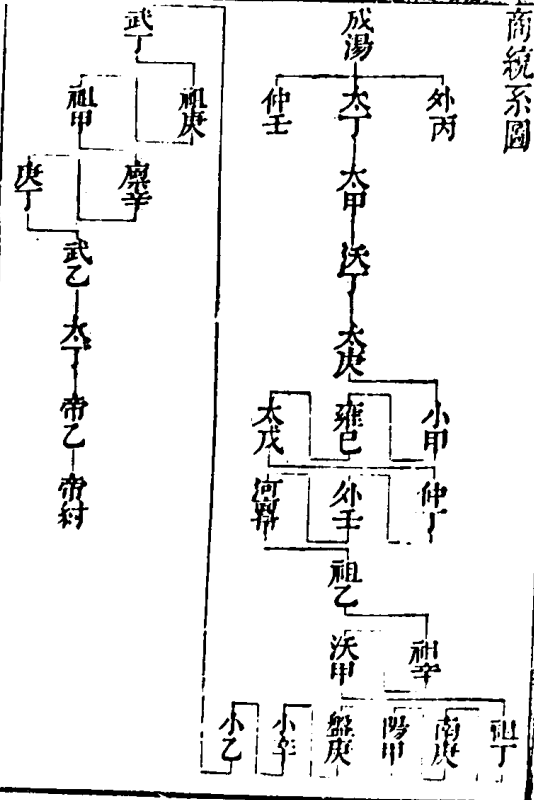 商統系圖
成湯
外丙
太丁
仲壬
太甲
沃丁
太庚
小甲
雍巳
太戊
仲丁
外壬
河亶甲
祖乙
祖辛
沃甲
祖丁
南庚
陽甲
盤庚
小辛
小乙
武丁
祖庚
祖甲
廩辛
庚丁
武乙
太丁
帝乙
帝紂